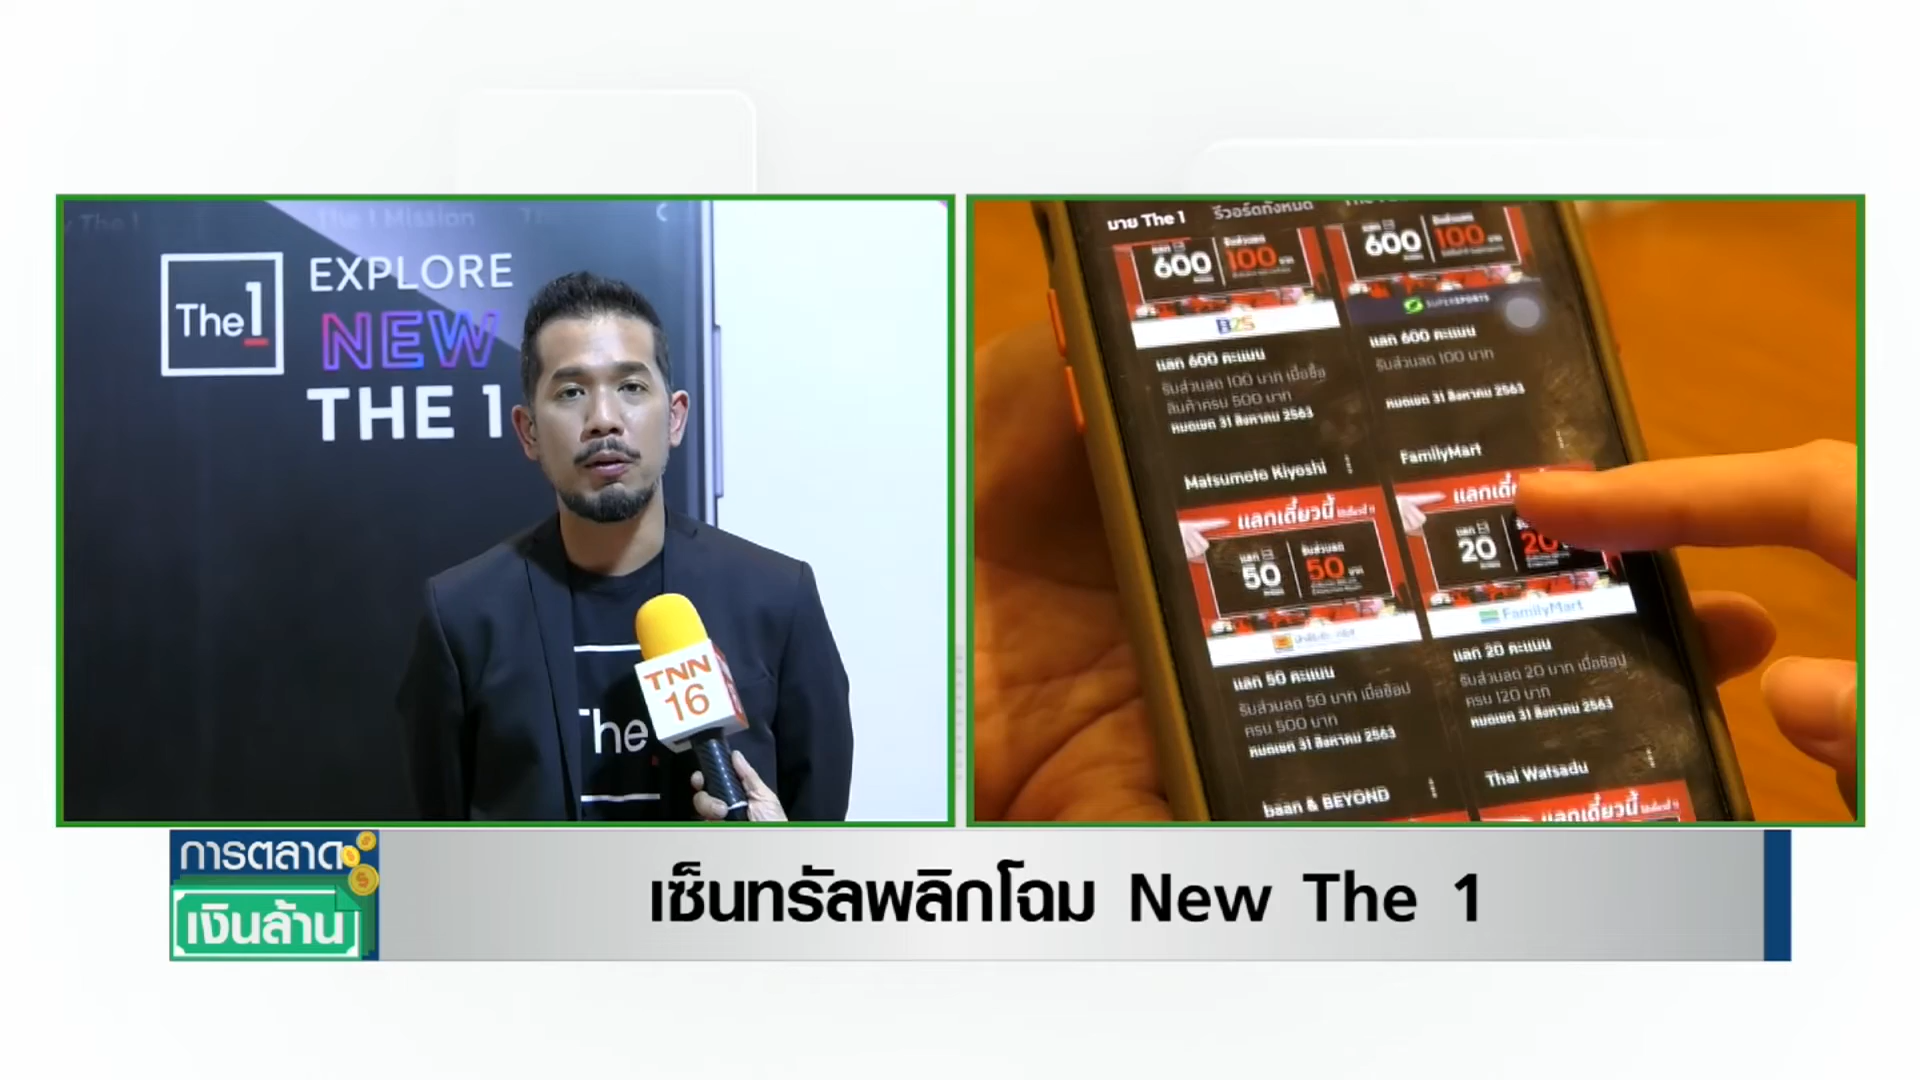 The 1
EXPLORE
NEW
THE 1
The 1 Mission
The
TNN
16
มาย The 1
รีวอร์ดทั้งหมด
600
100
600
100
B2S
SUPERSPORTS
แลก 600 คะแนน
รับส่วนลด 100 บาท เมื่อซื้อ
สินค้าครบ 500 บาท
หมดเขต 31 สิงหาคม 2563
แลก 600 คะแนน
รับส่วนลด 100 บาท
หมดเขต 31 สิงหาคม 2563
Matsumoto Kiyoshi
FamilyMart
แลกเดี๋ยวนี้
แลก
50
รับส่วนลด
50
แลก
20
20
FamilyMart
แลก 50 คะแนน
รับส่วนลด 50 บาท เมื่อช้อป
ครบ 500 บาท
หมดเขต 31 สิงหาคม 2563
แลก 20 คะแนน
รับส่วนลด 20 บาท เมื่อช้อป
ครบ 120 บาท
หมดเขต 31 สิงหาคม 2563
baan & BEYOND
Thai Watsadu
แลกเดี๋ยวนี้
การตลาด
เงินล้าน
เซ็นทรัลพลิกโฉม New The 1